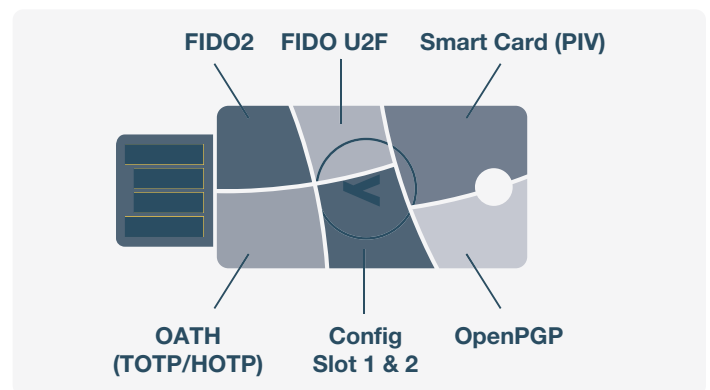 FIDO2 FIDO U2F Smart Card (PIV)
OATH
(TOTP/HOTP)
Config
Slot 1 & 2
OpenPGP